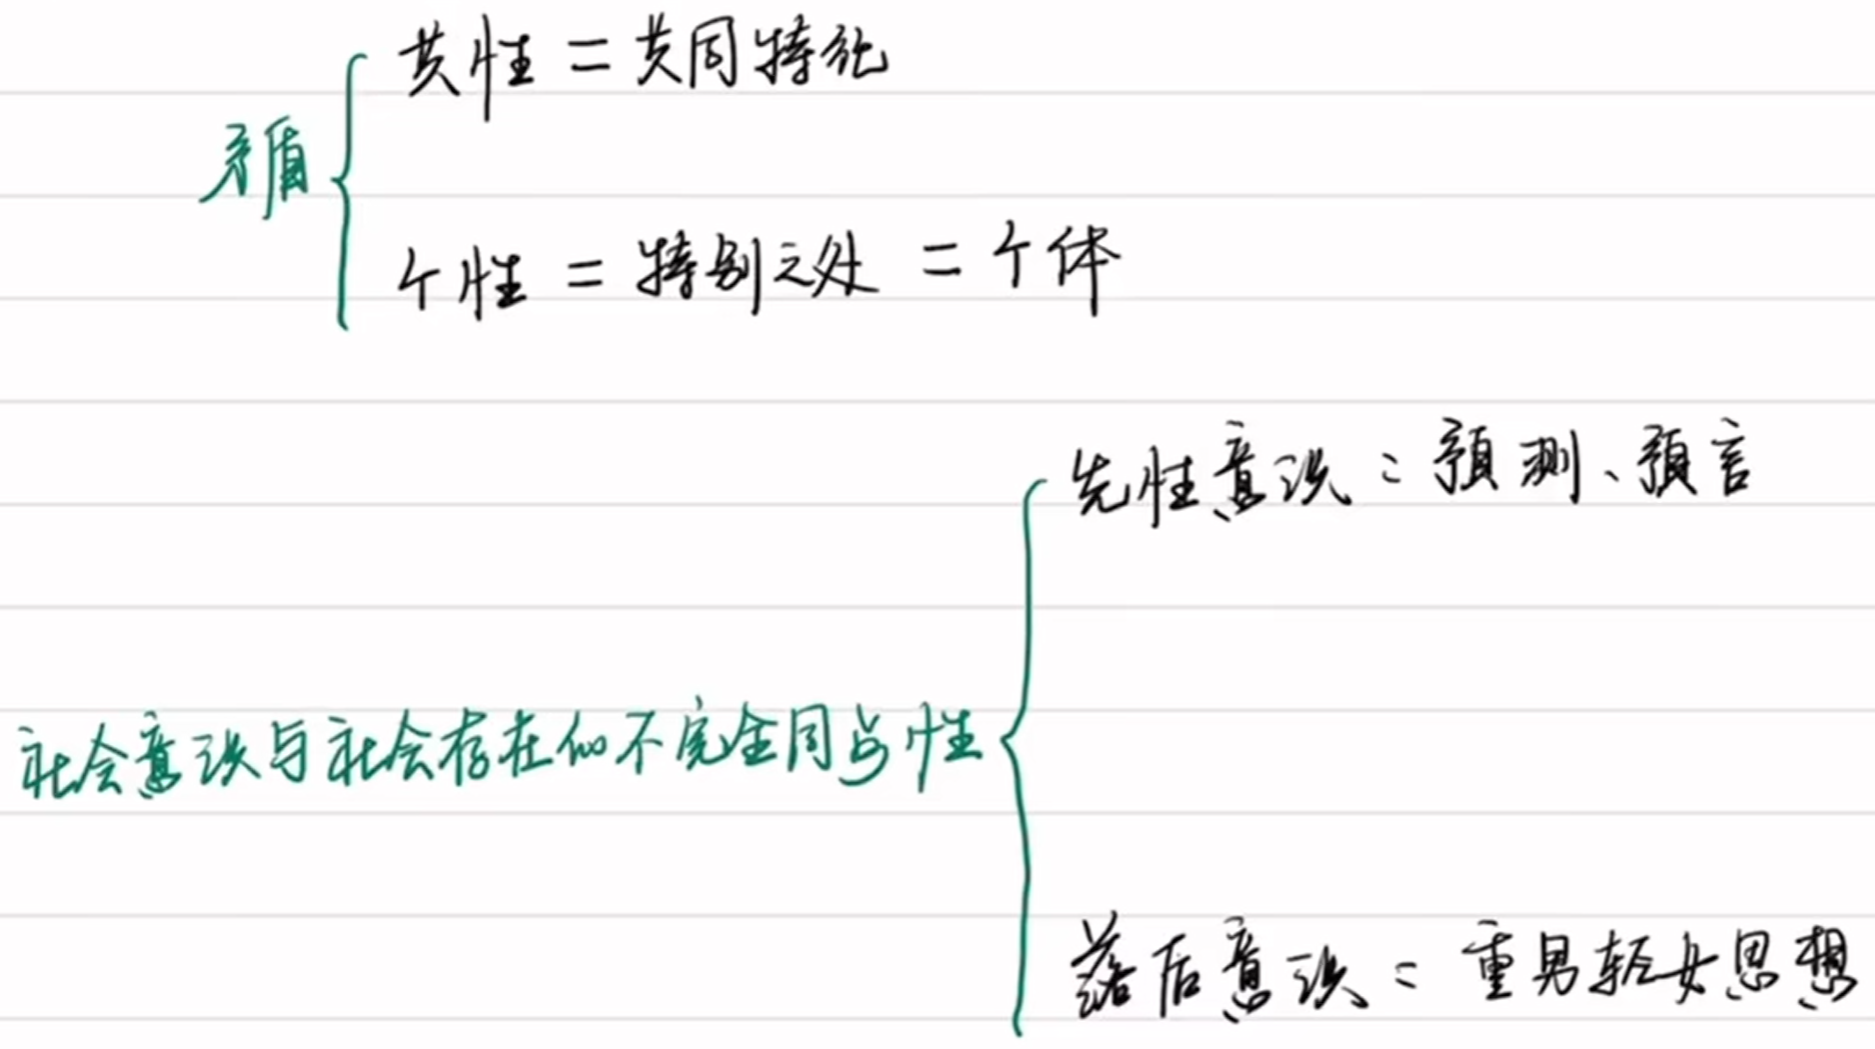 共性 = 共同特征
矛盾
个性 = 特别之处 = 个体
先性意识：预测、预言
社会意识与社会存在的不完全同步性
落后意识：重男轻女思想